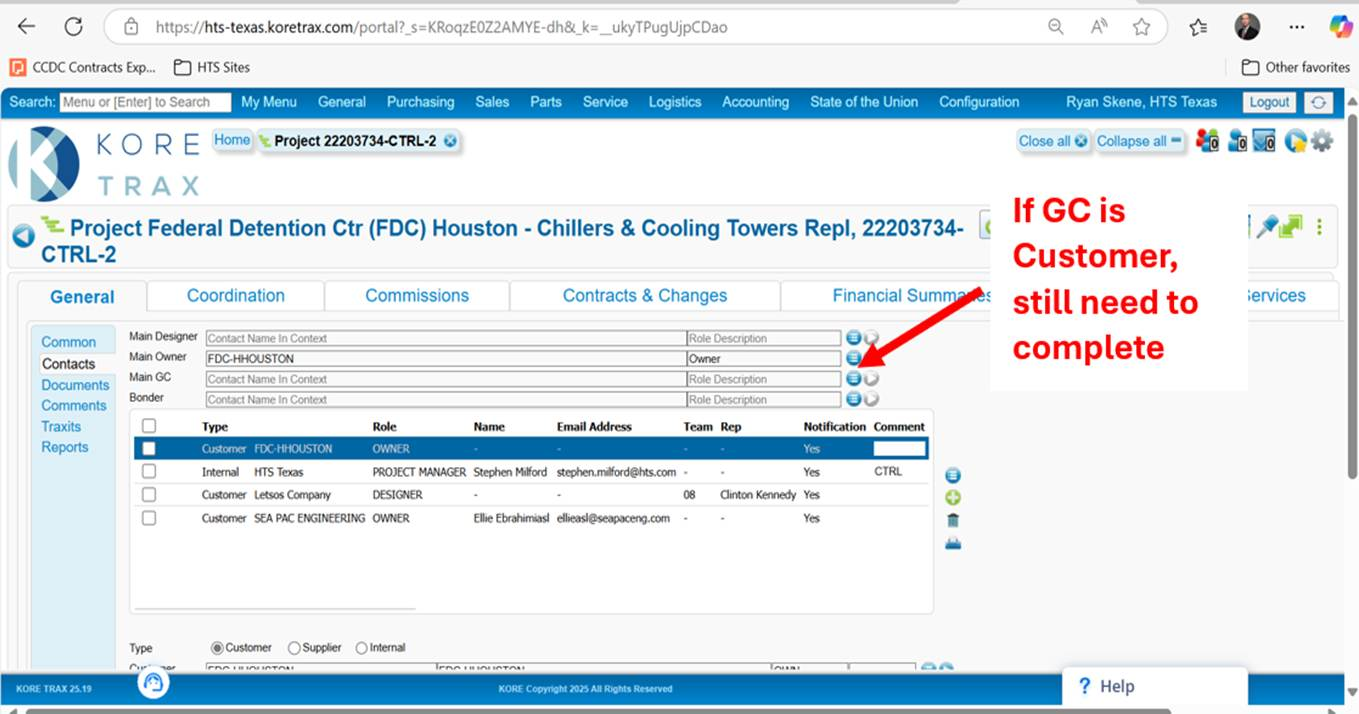 https://hts-texas.koretrax.com/portal?_s=KRoqzE0Z2AMYE-dh&_k=__ukyTPugUjpCDao
CCDC Contracts Exp... HTS Sites Other favorites
Search: Menu or [Enter] to Search My Menu General Purchasing Sales Parts Service Logistics Accounting State of the Union Configuration Ryan Skene, HTS Texas Logout
KORE
TRAX
Home Project 22203734-CTRL-2 Close all Collapse all 0 0 0
If GC is
Customer,
still need to
complete
Project Federal Detention Ctr (FDC) Houston - Chillers & Cooling Towers Repl, 22203734-
CTRL-2
General Coordination Commissions Contracts & Changes Financial Summaries Services
Common
Contacts
Documents
Comments
Traxits
Reports
Main Designer Contact Name In Context Role Description
Main Owner FDC-HHOUSTON Owner
Main GC Contact Name In Context Role Description
Bonder Contact Name In Context Role Description
Type Role Name Email Address Team Rep Notification Comment
Customer FDC-HHOUSTON OWNER - - - - Yes
Internal HTS Texas PROJECT MANAGER Stephen Milford stephen.milford@hts.com - - Yes CTRL
Customer Letsos Company DESIGNER - - 08 Clinton Kennedy Yes
Customer SEA PAC ENGINEERING OWNER Ellie Ebrahimiasl ellieasl@seapaceng.com - - Yes
Type Customer Supplier Internal
Customer FDC-HHOUSTON FDC-HHOUSTON OWN
KORE TRAX 25.19 KORE Copyright 2025 All Rights Reserved ? Help